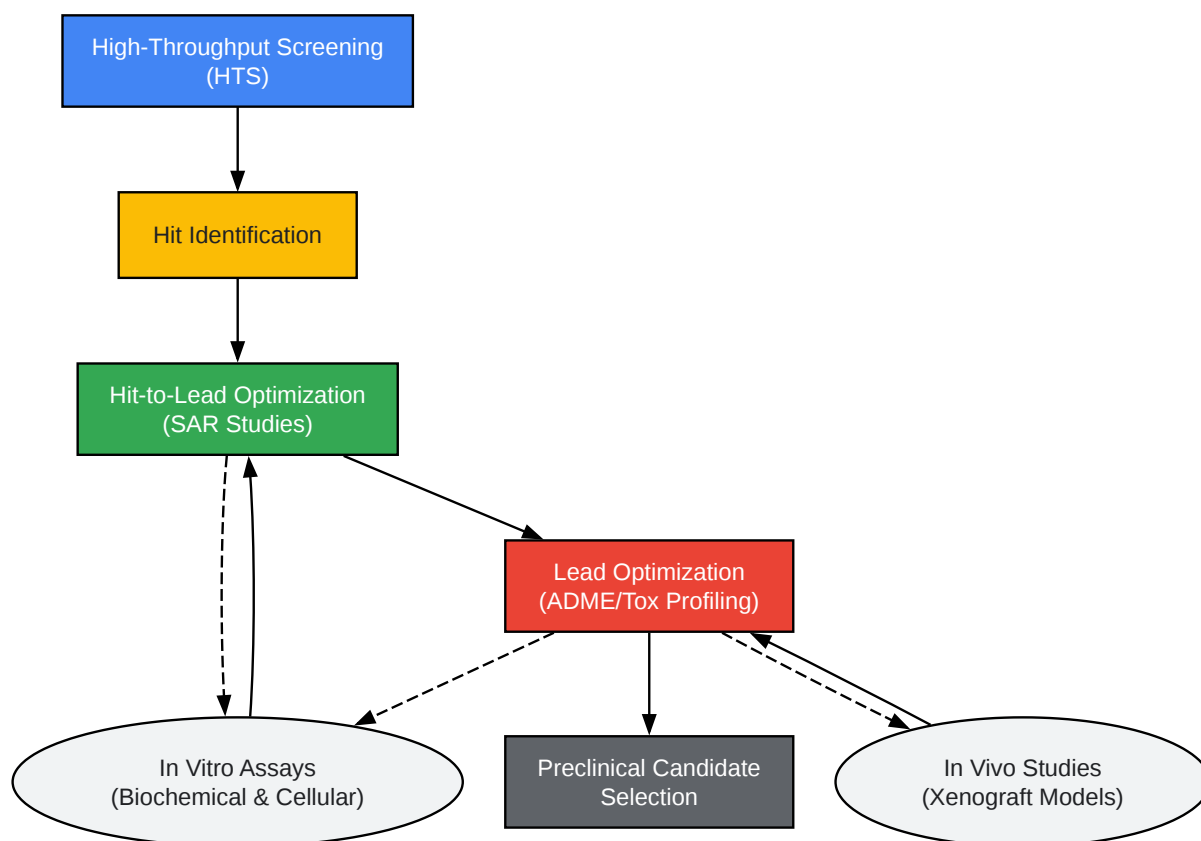 High-Throughput Screening
(HTS)
Hit Identification
Hit-to-Lead Optimization
(SAR Studies)
Lead Optimization
(ADME/Tox Profiling)
In Vitro Assays
(Biochemical & Cellular)
Preclinical Candidate
Selection
In Vivo Studies
(Xenograft Models)